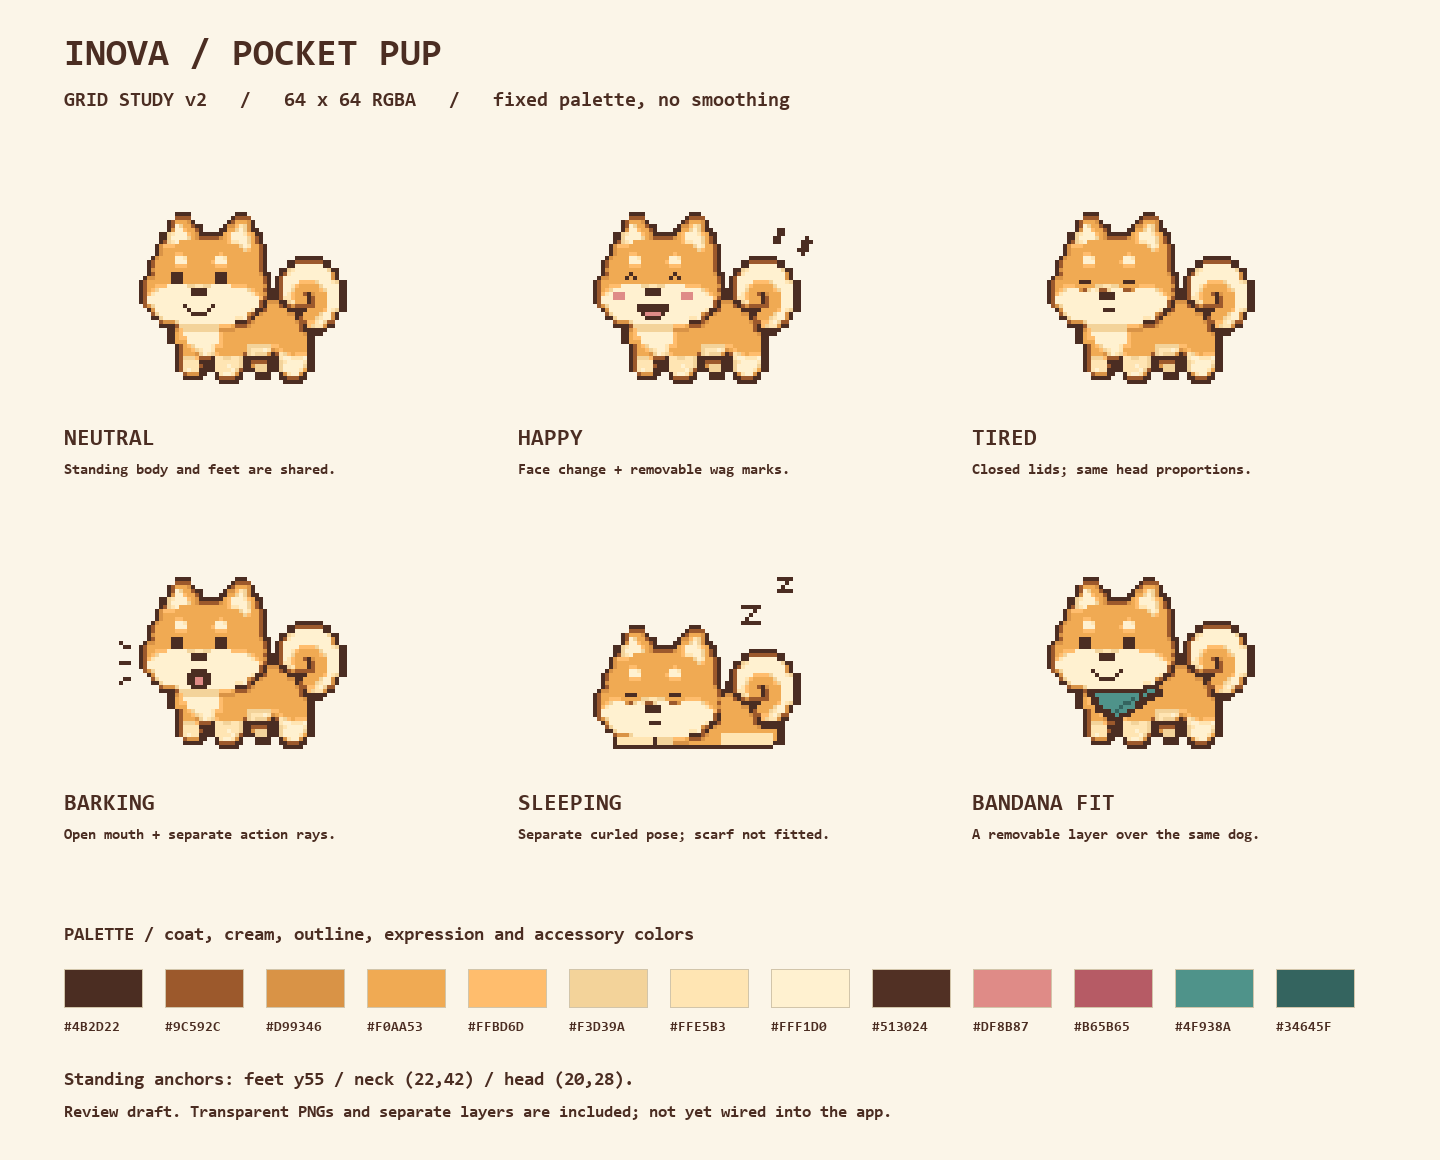 INOVA / POCKET PUP
GRID STUDY v2 / 64 x 64 RGBA / fixed palette, no smoothing
NEUTRAL HAPPY TIRED
Standing body and feet are shared. Face change + removable wag marks. Closed lids; same head proportions.
Z
Z
BARKING SLEEPING BANDANA FIT
Open mouth + separate action rays. Separate curled pose; scarf not fitted. A removable layer over the same dog.
PALETTE / coat, cream, outline, expression and accessory colors
#4B2D22 #9C592C #D99346 #F0AA53 #FFBD6D #F3D39A #FFE5B3 #FFF1D0 #513024 #DF8B87 #B65B65 #4F938A #34645F
Standing anchors: feet y55 / neck (22,42) / head (20,28).
Review draft. Transparent PNGs and separate layers are included; not yet wired into the app.